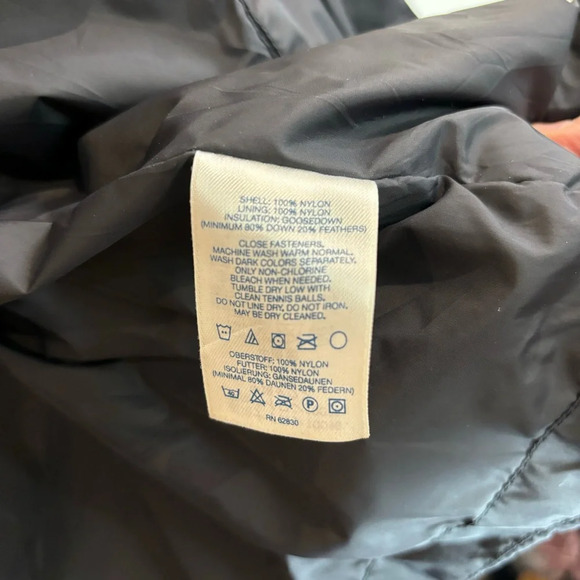 SHELL: 100% NYLON
LINING: 100% NYLON
INSULATION: GOOSEDOWN
(MINIMUM 80% DOWN 20% FEATHERS)
CLOSE FASTENERS.
MACHINE WASH WARM NORMAL.
WASH DARK COLORS SEPARATELY.
ONLY NON-CHLORINE
BLEACH WHEN NEEDED.
TUMBLE DRY LOW WITH
CLEAN TENNIS BALLS.
DO NOT LINE DRY. DO NOT IRON.
MAY BE DRY CLEANED.
OBERSTOFF: 100% NYLON
FUTTER: 100% NYLON
ISOLIERUNG: GÄNSEDAUNEN
(MINIMAL 80% DAUNEN 20% FEDERN)
P
RN 62830